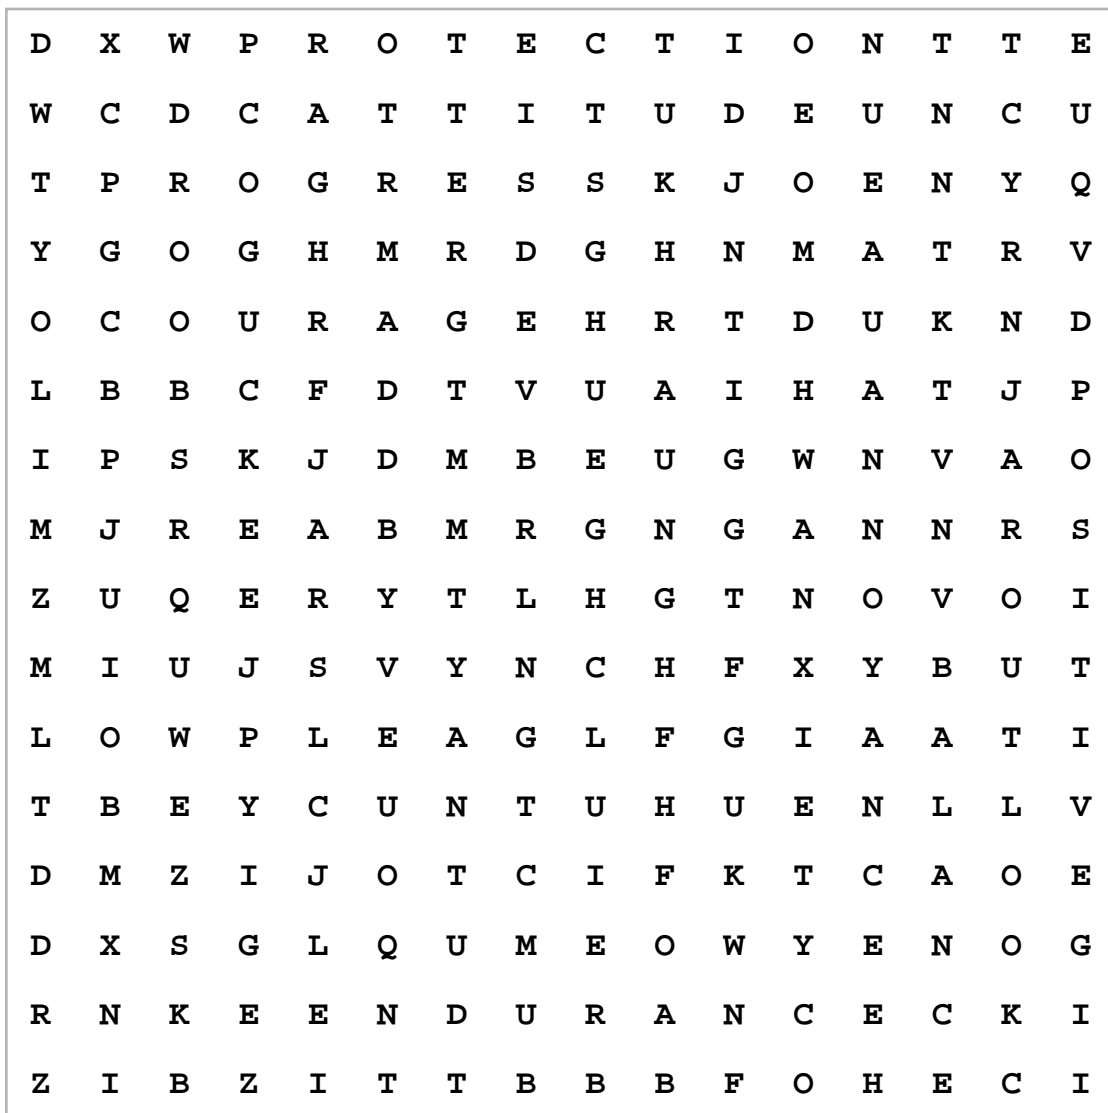 D X W P R O T E C T I O N T T E
W C D C A T T I T U D E U N C U
T P R O G R E S S K J O E N Y Q
Y G O G H M R D G H N M A T R V
O C O U R A G E H R T D U K N D
L B B C F D T V U A I H A T J P
I P S K J D M B E U G W N V A O
M J R E A B M R G N G A N N R S
Z U Q E R Y T L H G T N O V O I
M I U J S V Y N C H F X Y B U T
L O W P L E A G L F G I A A T I
T B E Y C U N T U H U E N L L V
D M Z I J O T C I F K T C A O E
D X S G L Q U M E O W Y E N O G
R N K E E N D U R A N C E C K I
Z I B Z I T T B B B F O H E C I